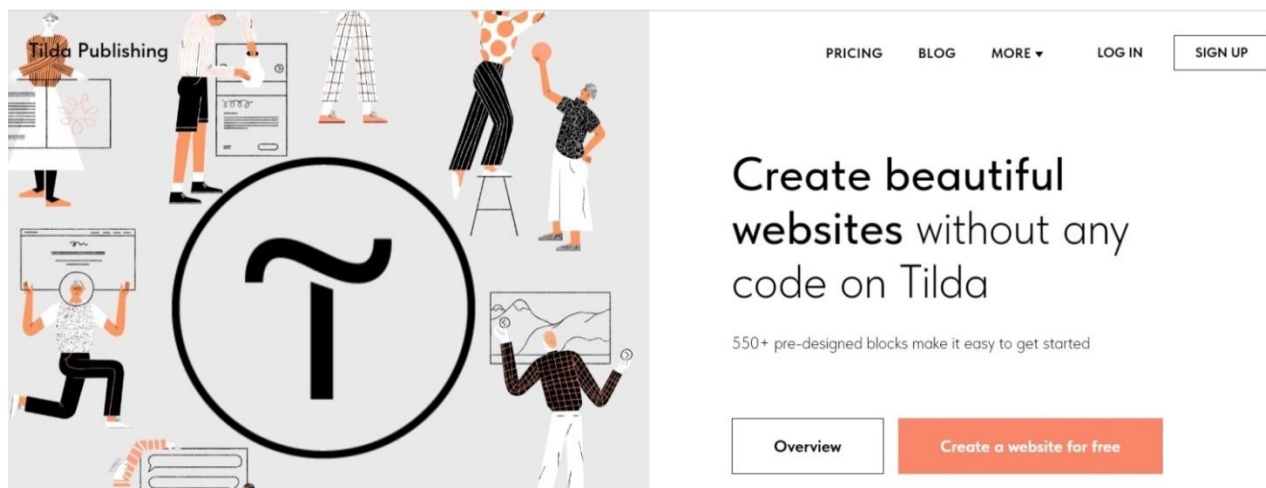 Tilda Publishing
PRICING
BLOG
MORE
LOG IN
SIGN UP
Create beautiful
websites without any
code on Tilda
550+ pre-designed blocks make it easy to get started
Overview
Create a website for free